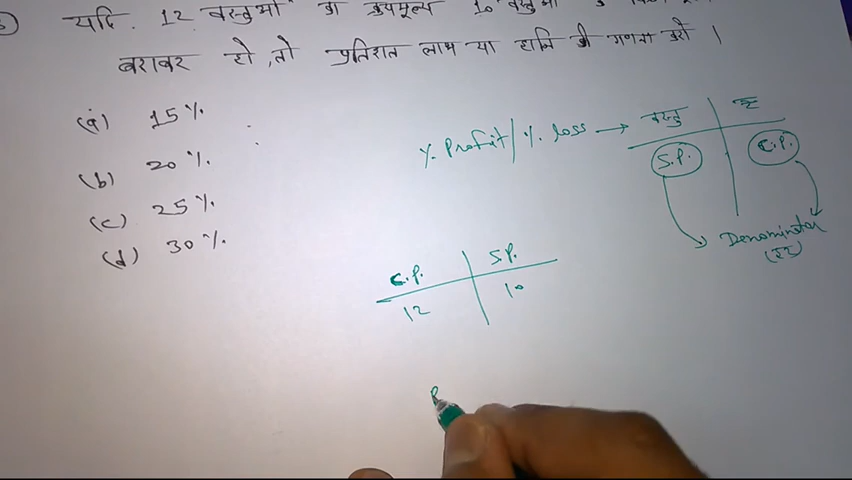 यदि . 12 वस्तुओं का क्रयमूल्य 10 वस्तुओं के
बराबर हो , तो प्रतिशत लाभ या हानि की गणना करो ।
(a) 15%
(b) 20%.
(c) 25%.
(d) 30%.
% Profit / % loss → वस्तु ₹
S.P. C.P.
Denominator
(हर)
C.P. S.P.
12 10